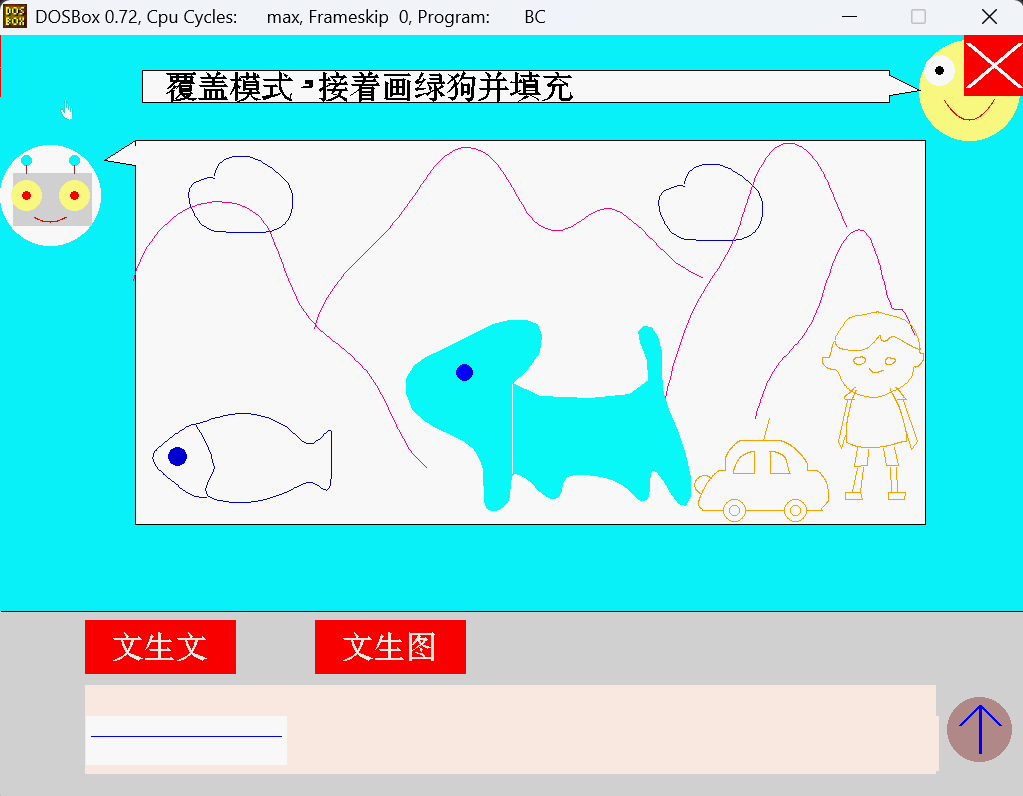 DOSBox 0.72, Cpu Cycles: max, Frameskip 0, Program: BC
覆盖模式，接着画绿狗并填充
文生文
文生图